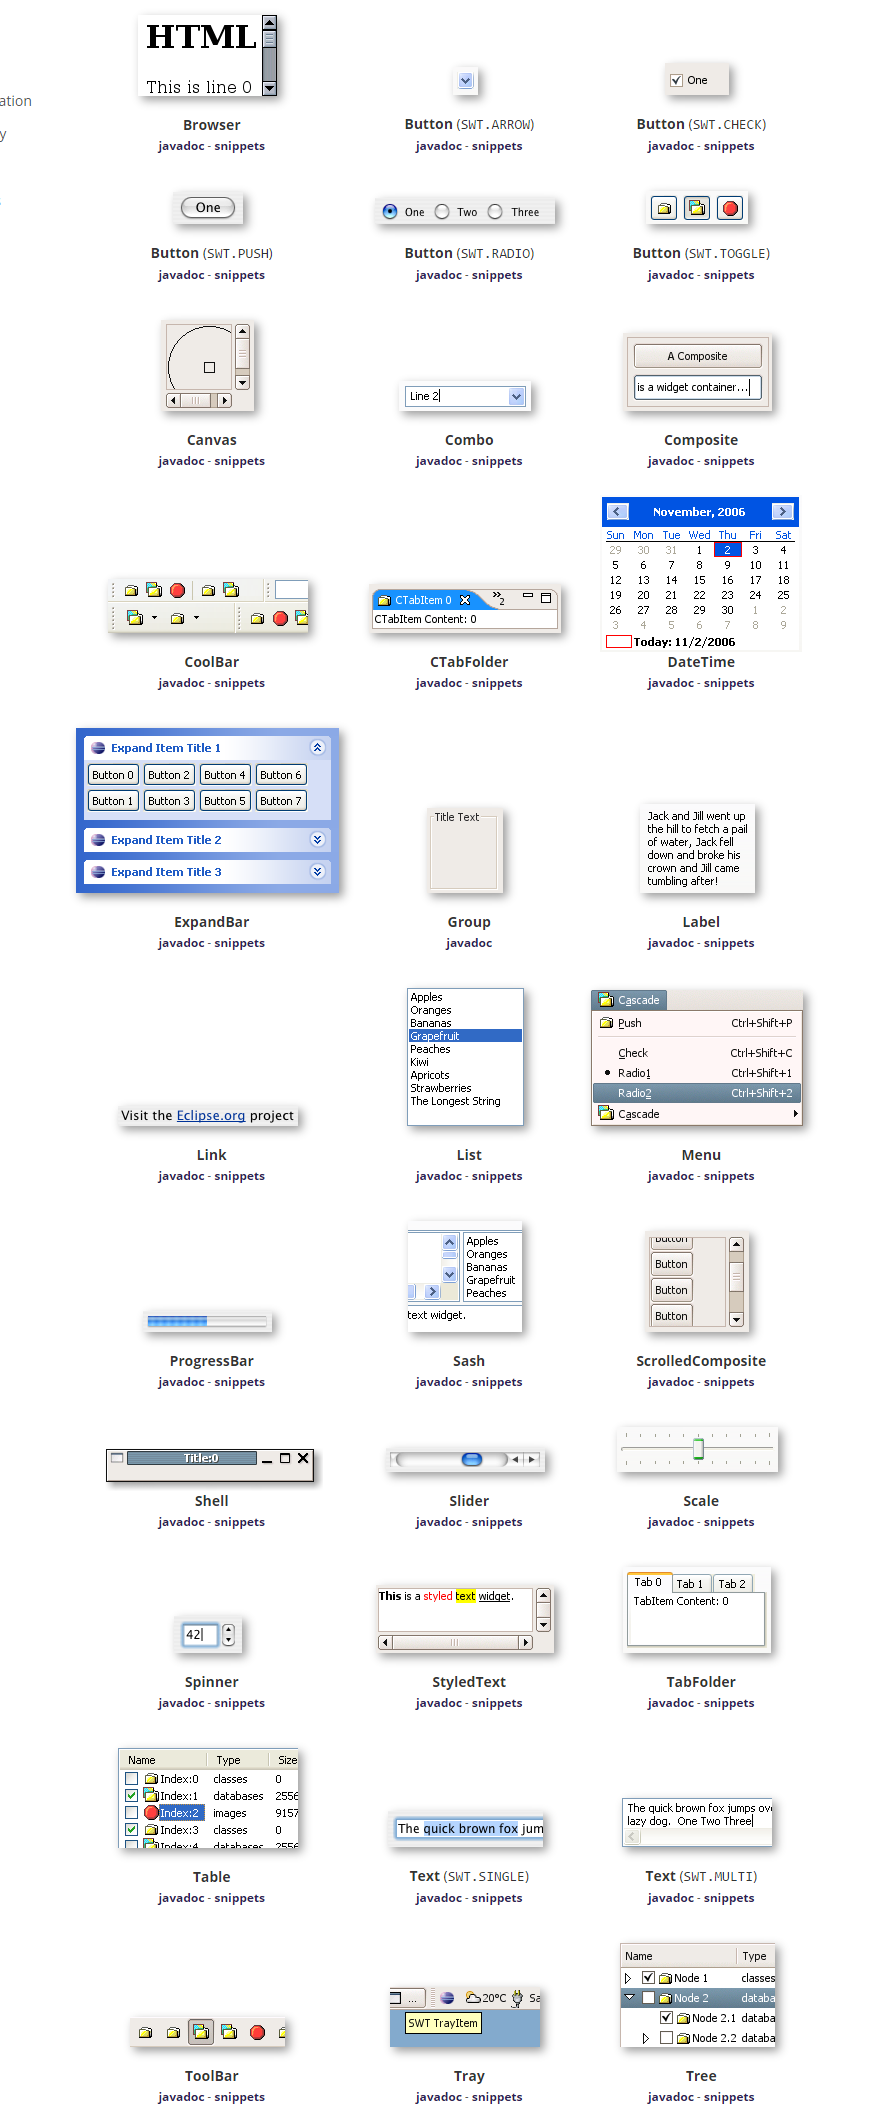 HTML
This is line 0
One
ation
Browser
Button (SWT.ARROW)
Button (SWT.CHECK)
javadoc - snippets
javadoc - snippets
javadoc - snippets
y
One
One Two Three
Button (SWT.PUSH)
Button (SWT.RADIO)
Button (SWT.TOGGLE)
javadoc - snippets
javadoc - snippets
javadoc - snippets
Line 2
A Composite
is a widget container...
Canvas
Combo
Composite
javadoc - snippets
javadoc - snippets
javadoc - snippets
CTabItem 0
2
CTabItem Content: 0
November, 2006
Sun Mon Tue Wed Thu Fri Sat
29 30 31 1 2 3 4
5 6 7 8 9 10 11
12 13 14 15 16 17 18
19 20 21 22 23 24 25
26 27 28 29 30 1 2
3 4 5 6 7 8 9
Today: 11/2/2006
CoolBar
CTabFolder
DateTime
javadoc - snippets
javadoc - snippets
javadoc - snippets
Expand Item Title 1
Button 0 Button 2 Button 4 Button 6
Button 1 Button 3 Button 5 Button 7
Expand Item Title 2
Expand Item Title 3
Title Text
Jack and Jill went up
the hill to fetch a pail
of water, Jack fell
down and broke his
crown and Jill came
tumbling after!
ExpandBar
Group
Label
javadoc - snippets
javadoc
javadoc - snippets
Visit the Eclipse.org project
Apples
Oranges
Bananas
Grapefruit
Peaches
Kiwi
Apricots
Strawberries
The Longest String
Cascade
Push Ctrl+Shift+P
Check Ctrl+Shift+C
Radio1 Ctrl+Shift+1
Radio2 Ctrl+Shift+2
Cascade
Link
List
Menu
javadoc - snippets
javadoc - snippets
javadoc - snippets
Apples
Oranges
Bananas
Grapefruit
Peaches
text widget.
Button
Button
Button
Button
ProgressBar
Sash
ScrolledComposite
javadoc - snippets
javadoc - snippets
javadoc - snippets
Title:0
Shell
Slider
Scale
javadoc - snippets
javadoc - snippets
javadoc - snippets
42
This is a styled text widget.
Tab 0 Tab 1 Tab 2
TabItem Content: 0
Spinner
StyledText
TabFolder
javadoc - snippets
javadoc - snippets
javadoc - snippets
Name Type Size
Index:0 classes 0
Index:1 databases 2556
Index:2 images 9157
Index:3 classes 0
Index:4 databases 2556
The quick brown fox jum
The quick brown fox jumps ove
lazy dog. One Two Three
Table
Text (SWT.SINGLE)
Text (SWT.MULTI)
javadoc - snippets
javadoc - snippets
javadoc - snippets
... 20°C Sa
SWT TrayItem
Name Type
Node 1 classes
Node 2 databa
Node 2.1 databa
Node 2.2 databa
ToolBar
Tray
Tree
javadoc - snippets
javadoc - snippets
javadoc - snippets